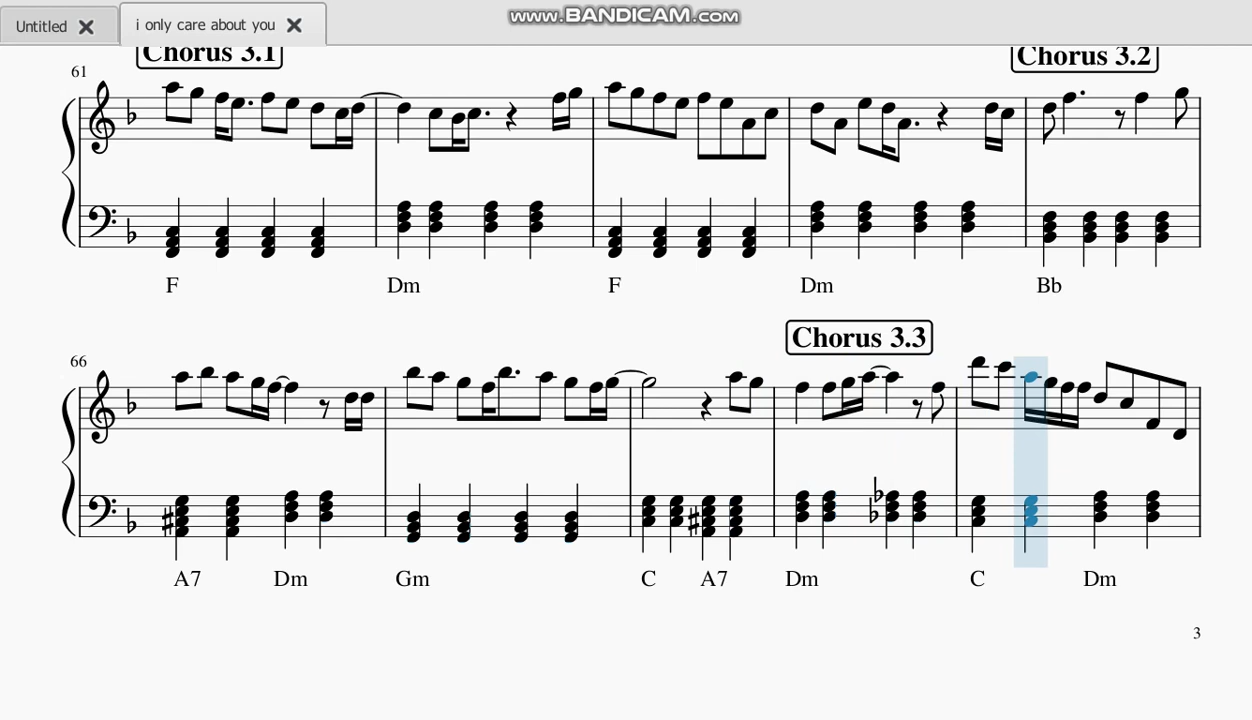 www.BANDICAM.com
Untitled
i only care about you
Chorus 3.1
Chorus 3.2
61
F Dm F Dm Bb
Chorus 3.3
66
A7 Dm Gm C A7 Dm C Dm
3